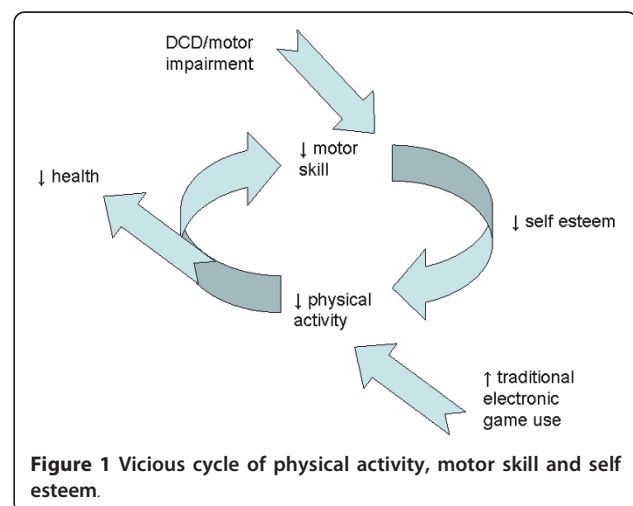 DCD/motor
impairment
↓ motor
skill
↓ health
↓ self esteem
↓ physical
activity
↑ traditional
electronic
game use
Figure 1 Vicious cycle of physical activity, motor skill and self
esteem.